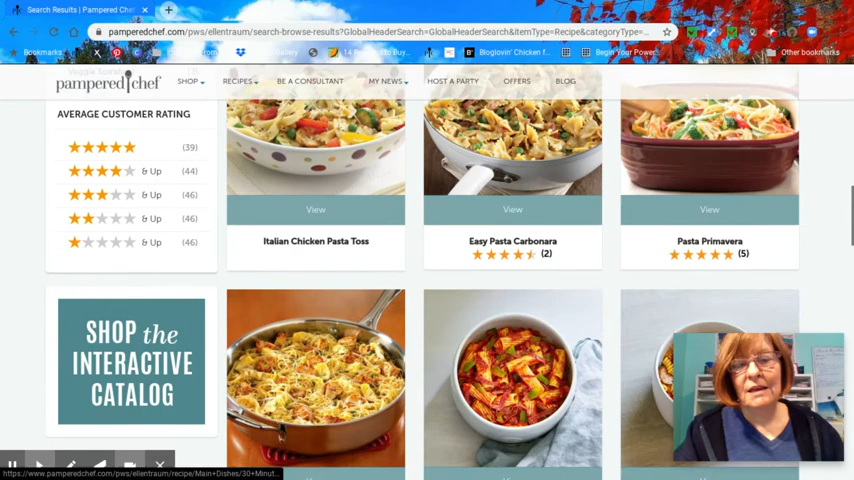 Search Results | Pampered Chef
pamperedchef.com/pws/ellentraum/search-browse-results?GlobalHeaderSearch=GlobalHeaderSearch&itemType=Recipe&categoryType=...
Bookmarks
14 R
to Buy...
Bloglovin' Chicken f...
Begin Your Power...
Other bookmarks
pampered chef
SHOP
RECIPES
BE A CONSULTANT
MY NEWS
HOST A PARTY
OFFERS
BLOG
AVERAGE CUSTOMER RATING
(39)
& Up (44)
& Up (46)
& Up (46)
& Up (46)
View
View
View
Italian Chicken Pasta Toss
Easy Pasta Carbonara
(2)
Pasta Primavera
(5)
SHOP the
INTERACTIVE
CATALOG
https://www.pamperedchef.com/pws/ellentraum/recipe/Main+Dishes/30+Minut...